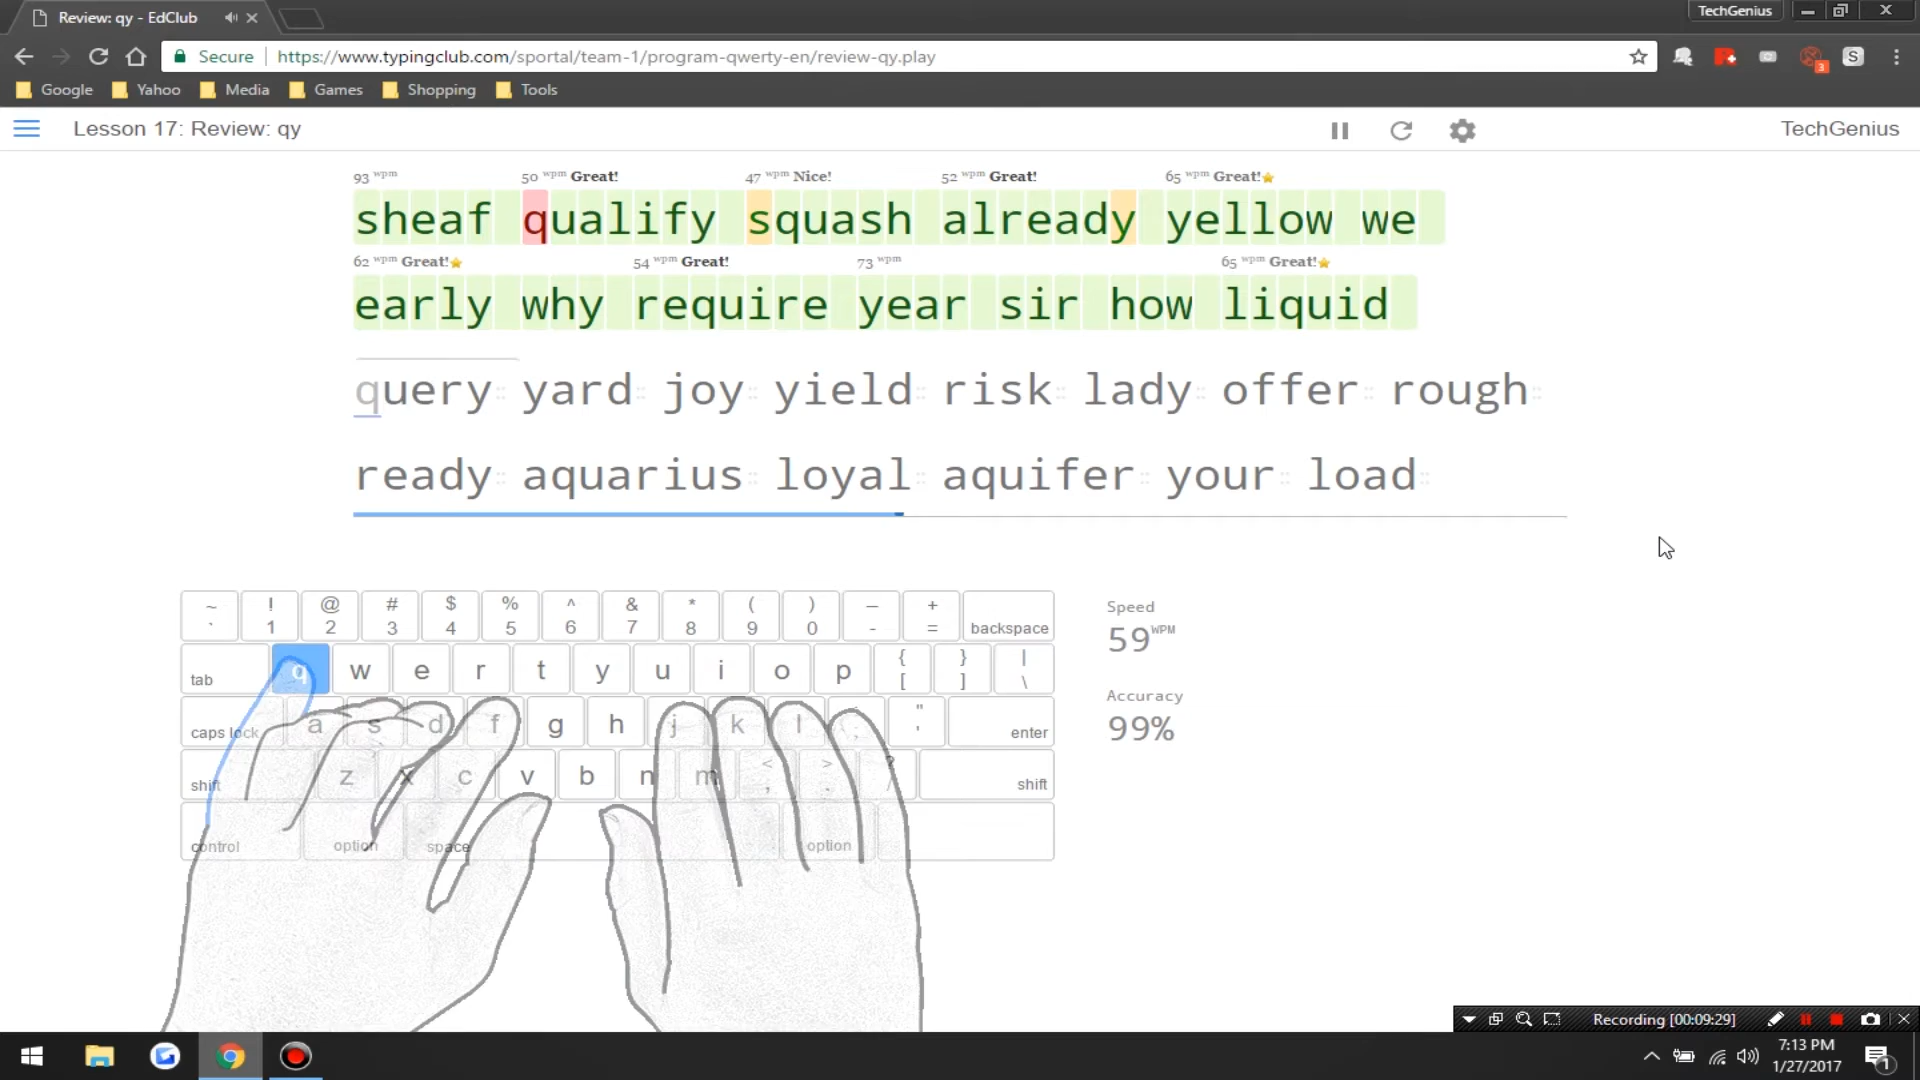 Review: qy - EdClub
TechGenius
Secure
https://www.typingclub.com/sportal/team-1/program-qwerty-en/review-qy.play
3
S
Google Yahoo Media Games Shopping Tools
Lesson 17: Review: qy
TechGenius
93 wpm 50 wpm Great! 47 wpm Nice! 52 wpm Great! 65 wpm Great!
sheaf qualify squash already yellow we
62 wpm Great! 54 wpm Great! 73 wpm 65 wpm Great!
early why require year sir how liquid
query yard joy yield risk lady offer rough
ready aquarius loyal aquifer your load
~ ! @ # $ % ^ & * ( ) – +
` 1 2 3 4 5 6 7 8 9 0 - = backspace
tab q w e r t y u i o p { [ } ] | \
caps lock a s d f g h j k l : ; " ' enter
shift z x c v b n m < , > . ? / shift
control option space option
Speed
59 WPM
Accuracy
99%
Recording [00:09:29]
7:13 PM
1/27/2017
1